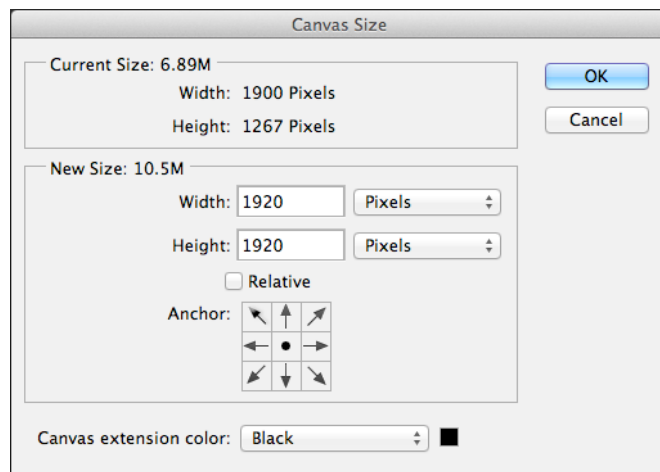 Canvas Size
Current Size: 6.89M
Width: 1900 Pixels
Height: 1267 Pixels
OK
Cancel
New Size: 10.5M
Width: 1920 Pixels
Height: 1920 Pixels
Relative
Anchor:
Canvas extension color: Black